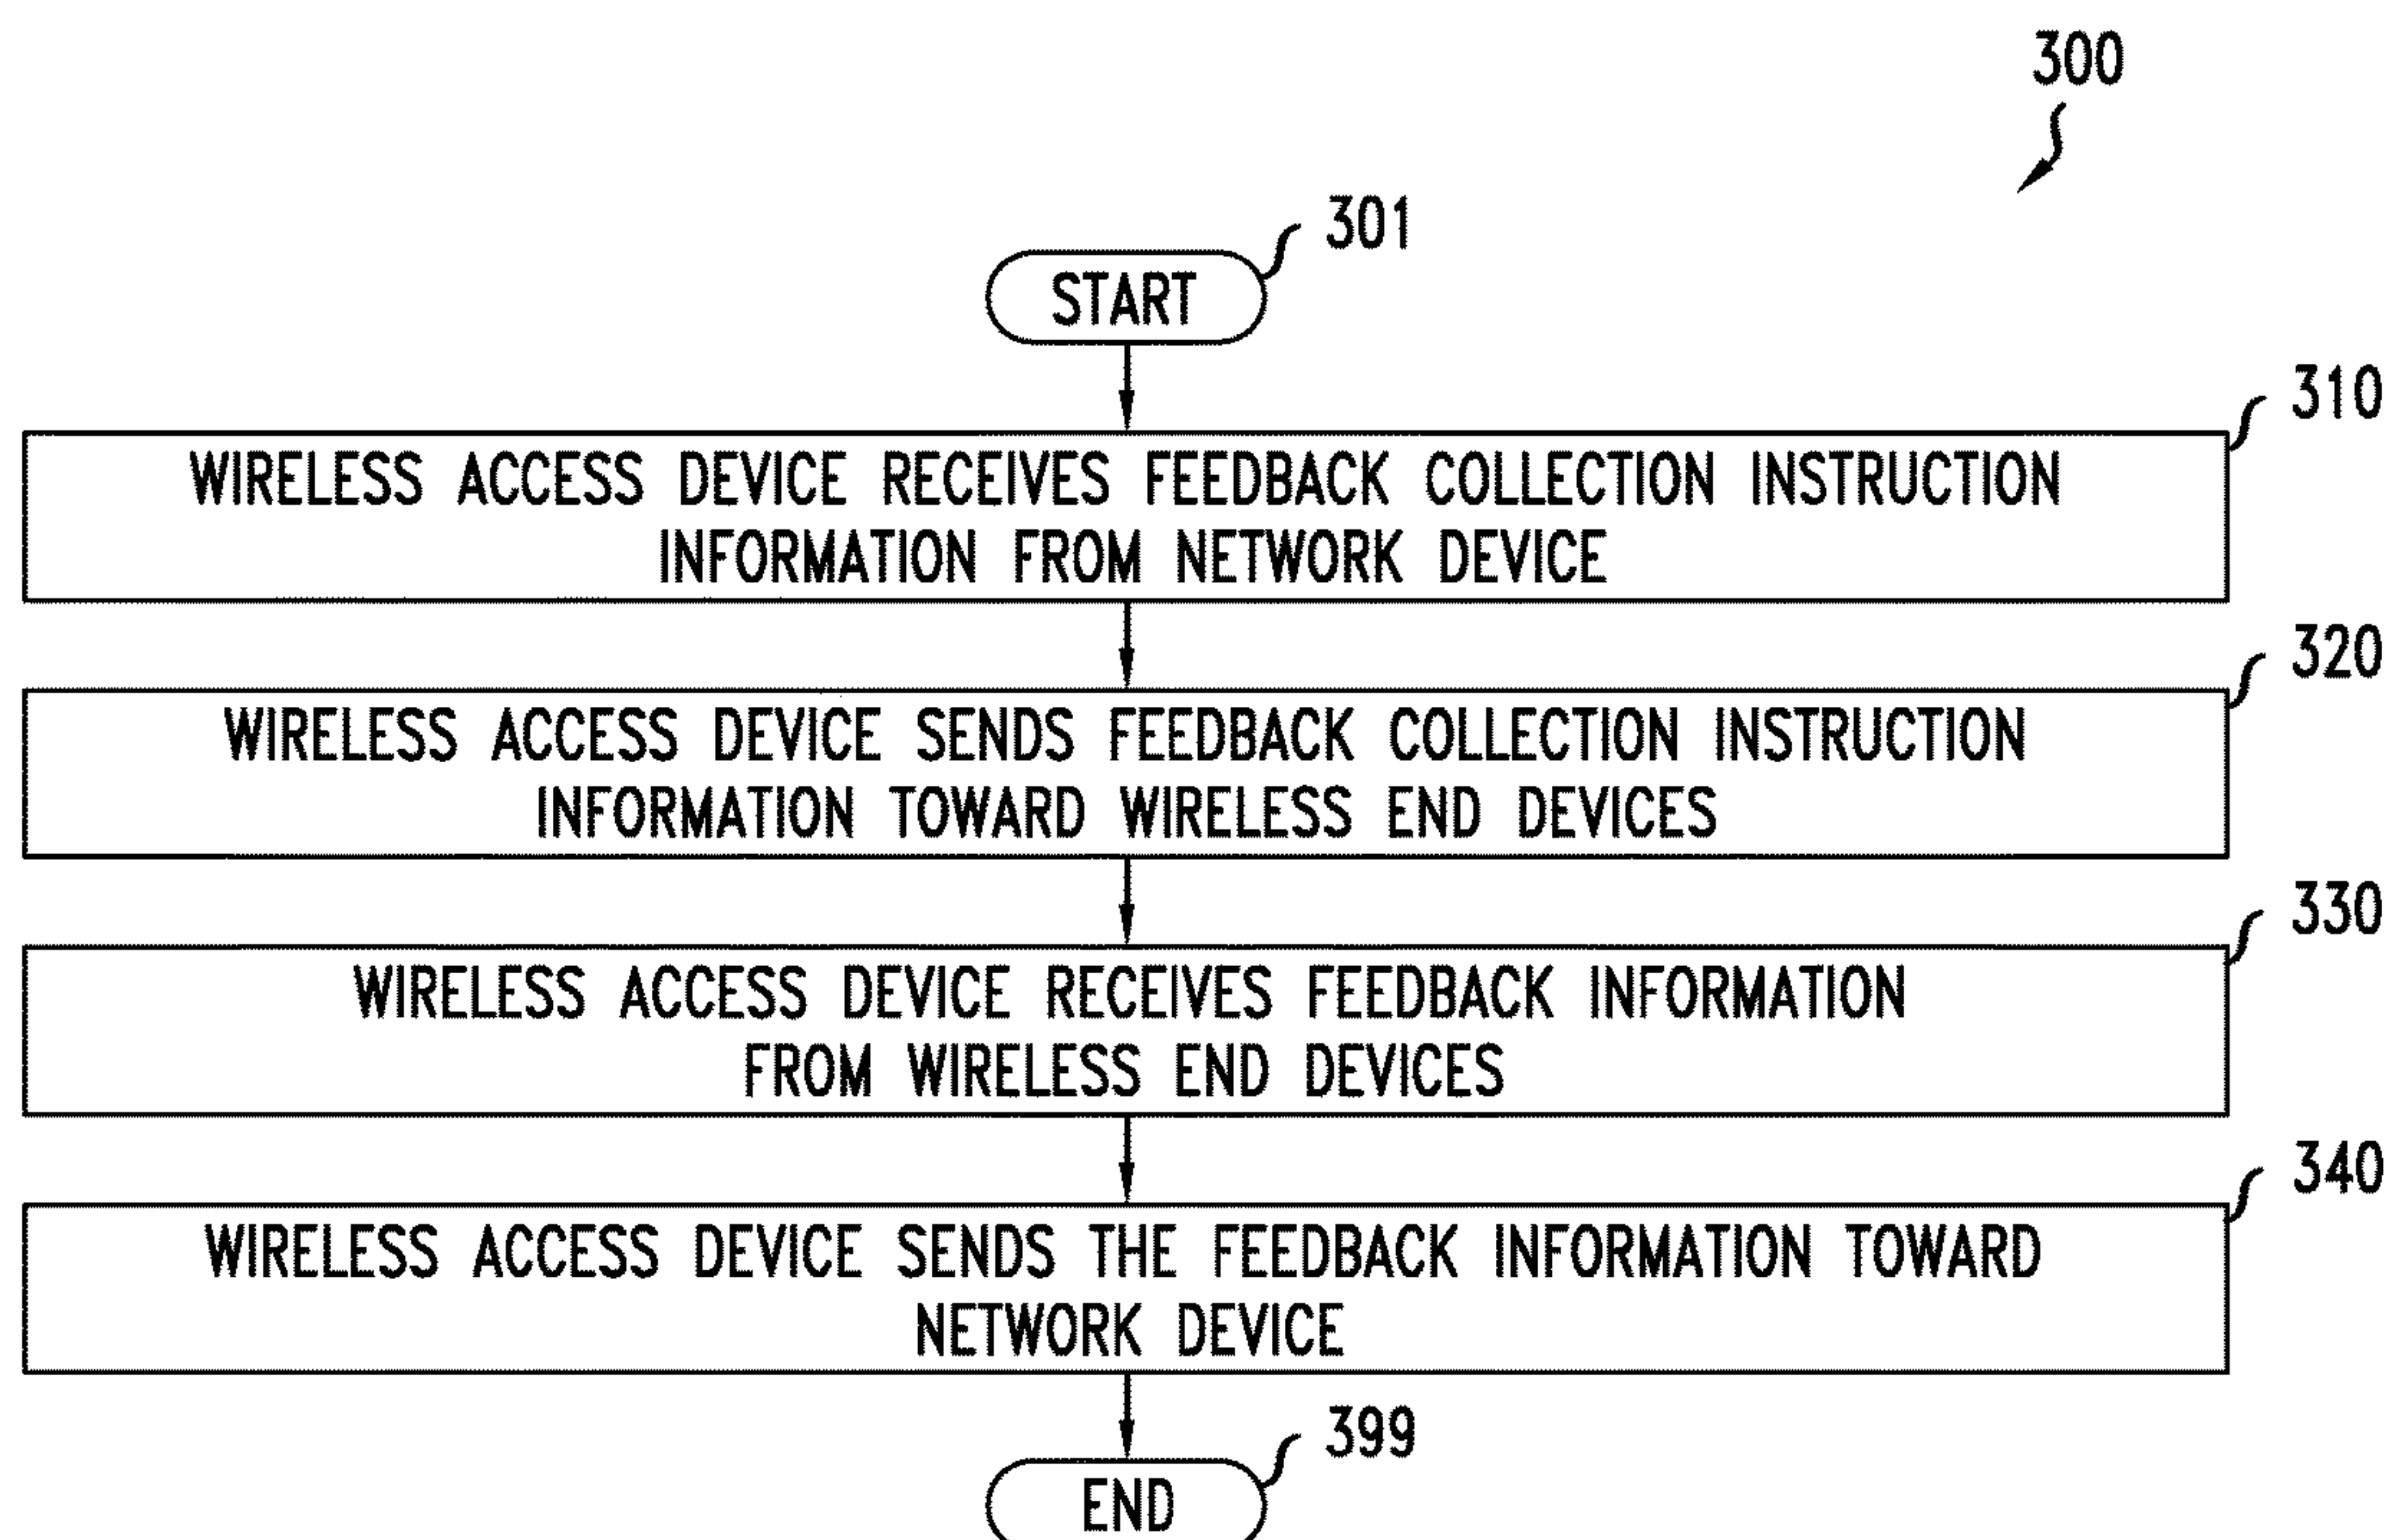 300
301
START
310
WIRELESS ACCESS DEVICE RECEIVES FEEDBACK COLLECTION INSTRUCTION
INFORMATION FROM NETWORK DEVICE
320
WIRELESS ACCESS DEVICE SENDS FEEDBACK COLLECTION INSTRUCTION
INFORMATION TOWARD WIRELESS END DEVICES
330
WIRELESS ACCESS DEVICE RECEIVES FEEDBACK INFORMATION
FROM WIRELESS END DEVICES
340
WIRELESS ACCESS DEVICE SENDS THE FEEDBACK INFORMATION TOWARD
NETWORK DEVICE
399
END